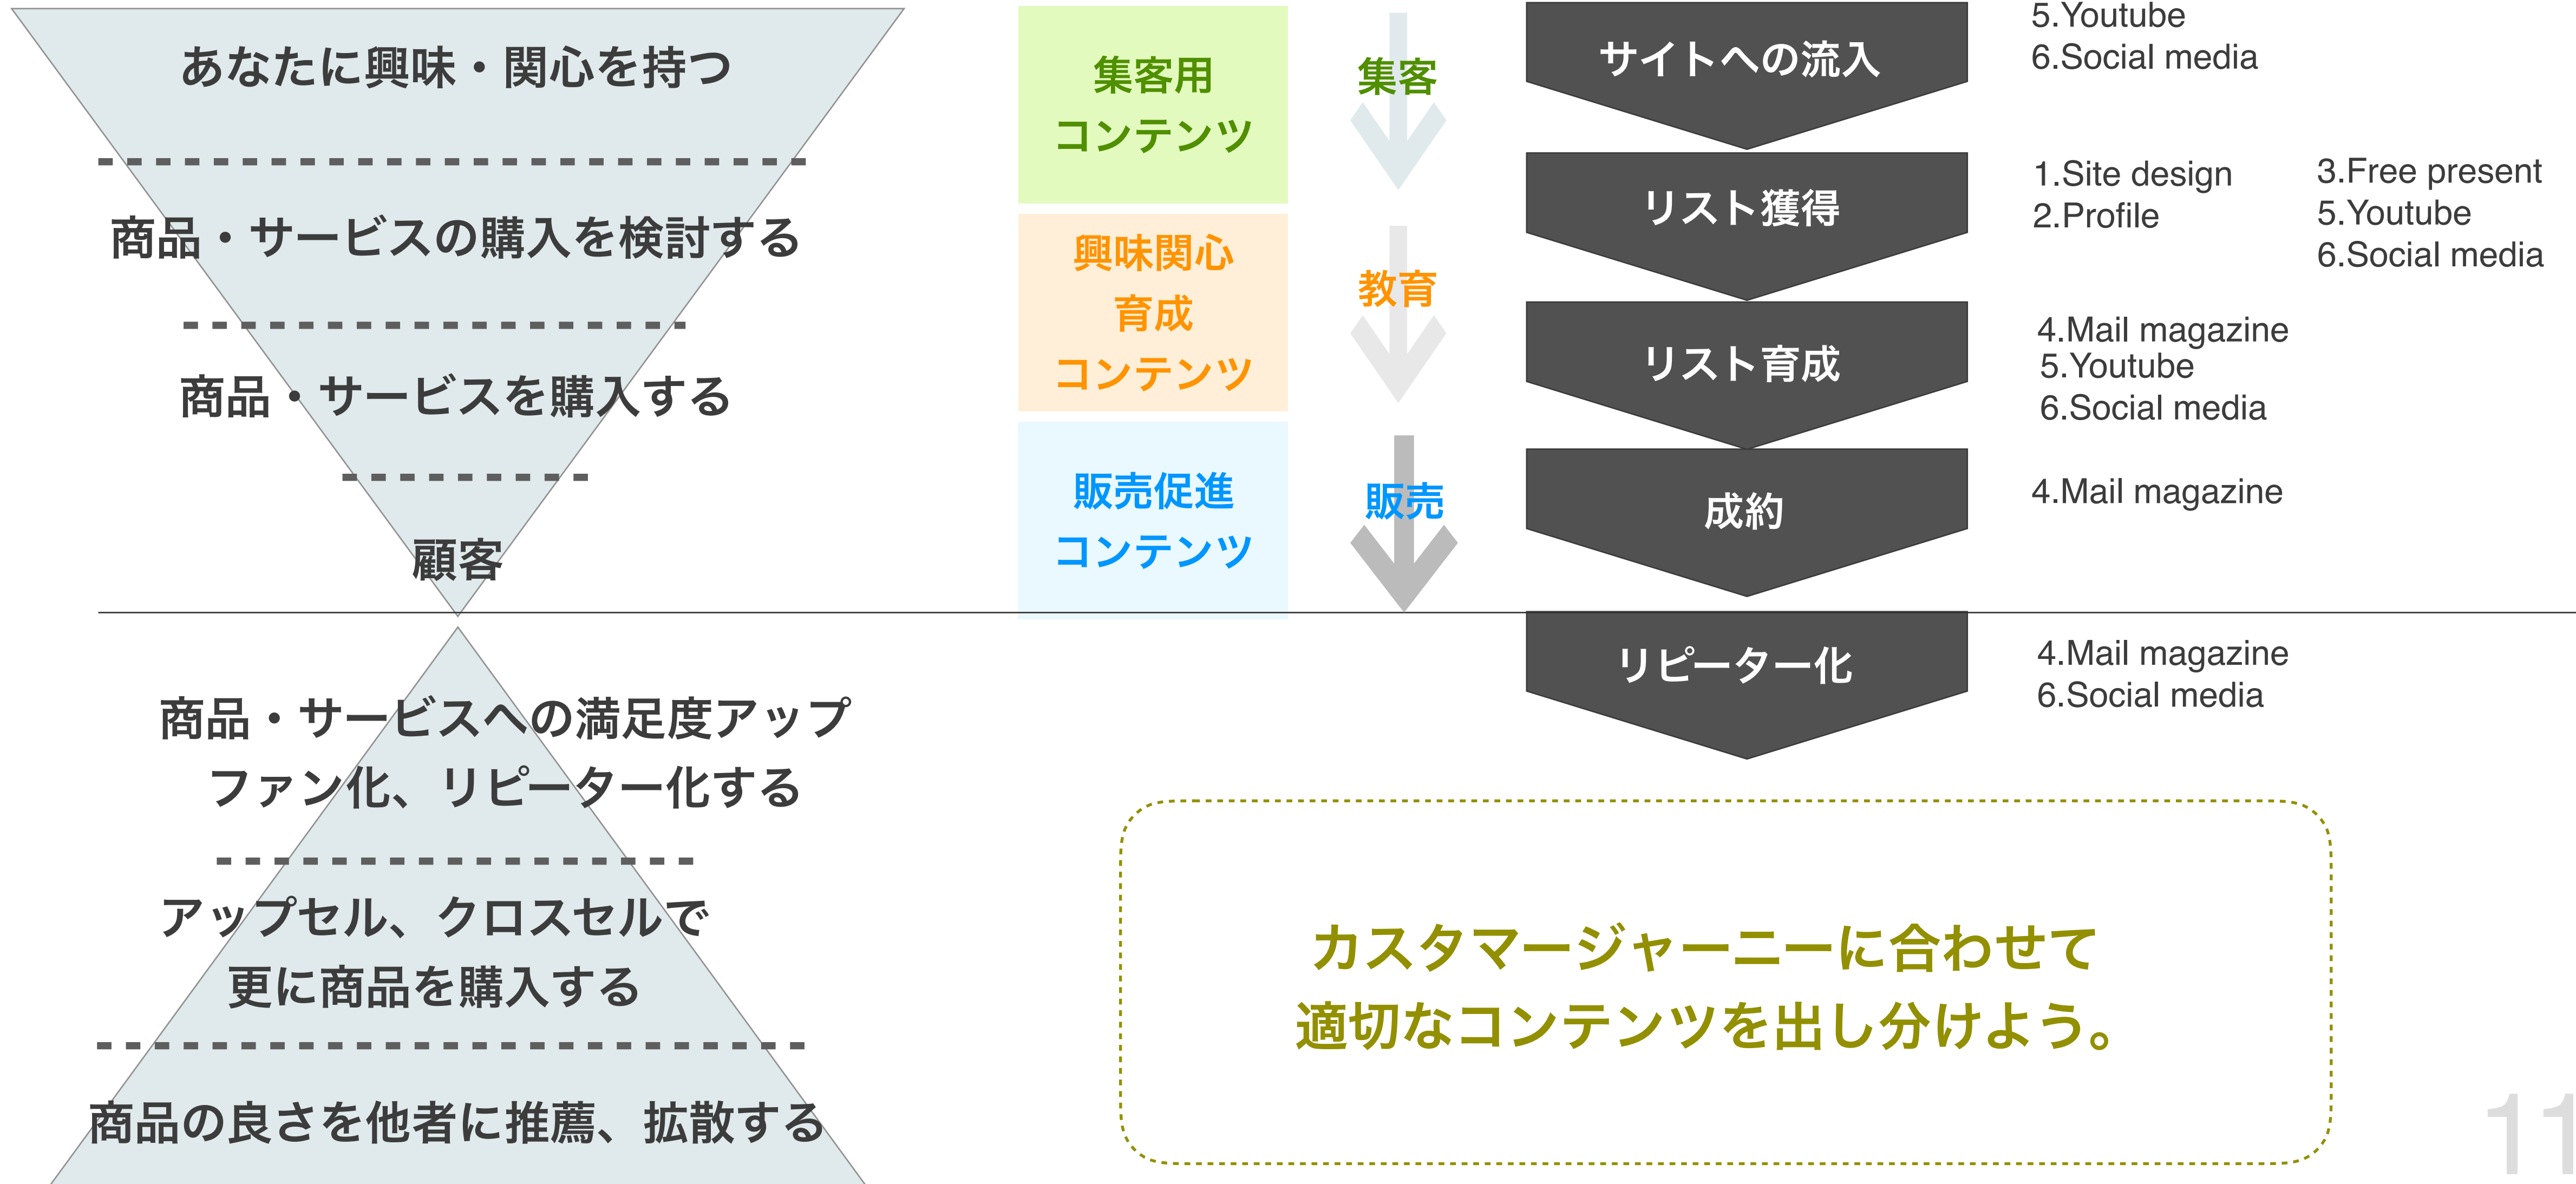 あなたに興味・関心を持つ
商品・サービスの購入を検討する
商品・サービスを購入する
顧客
商品・サービスへの満足度アップ
ファン化、リピーター化する
アップセル、クロスセルで
更に商品を購入する
商品の良さを他者に推薦、拡散する
集客用
コンテンツ
興味関心
育成
コンテンツ
販売促進
コンテンツ
集客
教育
販売
サイトへの流入
5.Youtube
6.Social media
リスト獲得
1.Site design
2.Profile
3.Free present
5.Youtube
6.Social media
リスト育成
4.Mail magazine
5.Youtube
6.Social media
成約
4.Mail magazine
リピーター化
4.Mail magazine
6.Social media
カスタマージャーニーに合わせて
適切なコンテンツを出し分けよう。
11